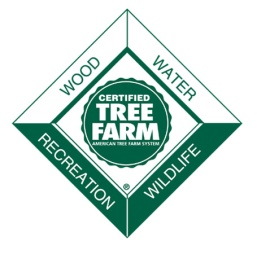 WOOD
WATER
CERTIFIED
TREE
FARM
AMERICAN TREE FARM SYSTEM
RECREATION
WILDLIFE
®